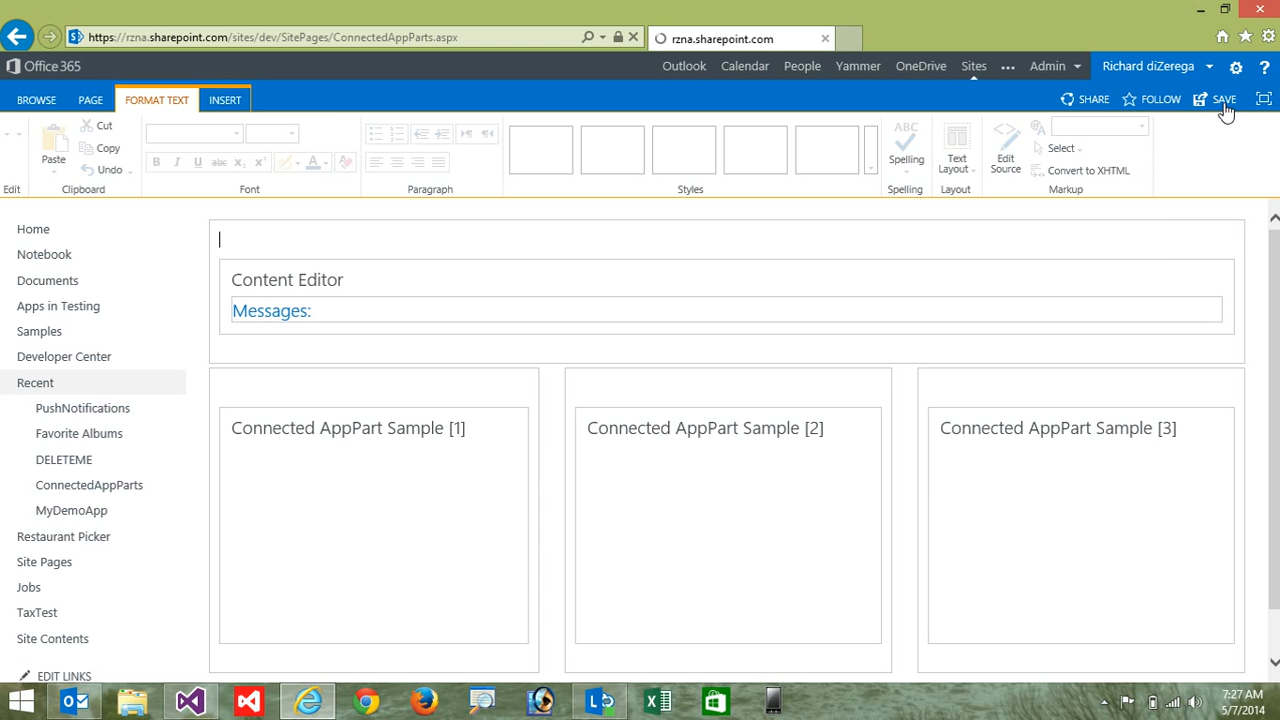 https://rzna.sharepoint.com/sites/dev/SitePages/ConnectedAppParts.aspx
rzna.sharepoint.com
Office 365
Outlook Calendar People Yammer OneDrive Sites Admin Richard diZerega ?
BROWSE PAGE FORMAT TEXT INSERT SHARE FOLLOW SAVE
Paste Cut Copy Undo
B I U abc x₂ x² A
ABC Spelling Text Layout Edit Source Select Convert to XHTML
Edit Clipboard Font Paragraph Styles Spelling Layout Markup
Home
Notebook
Documents
Apps in Testing
Samples
Developer Center
Recent
PushNotifications
Favorite Albums
DELETEME
ConnectedAppParts
MyDemoApp
Restaurant Picker
Site Pages
Jobs
TaxTest
Site Contents
EDIT LINKS
Content Editor
Messages:
Connected AppPart Sample [1]
Connected AppPart Sample [2]
Connected AppPart Sample [3]
7:27 AM
5/7/2014